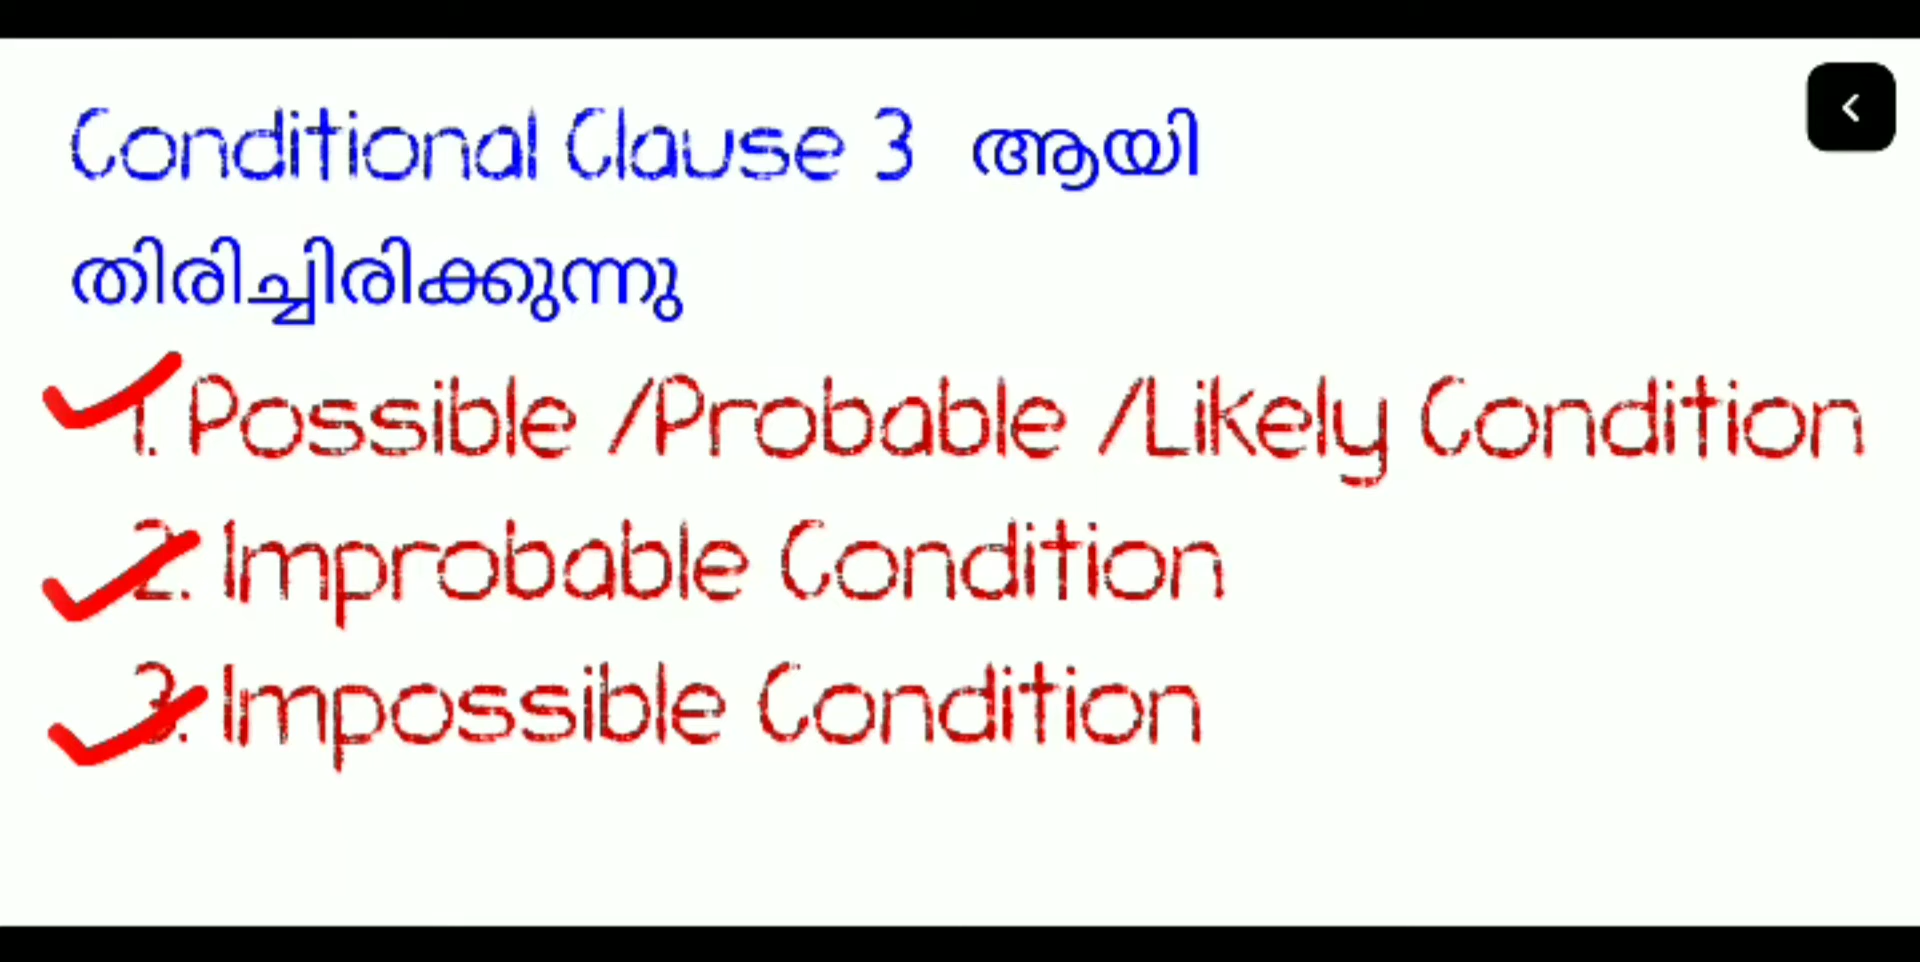 Conditional Clause 3 ആയി
തിരിച്ചിരിക്കുന്നു
1. Possible /Probable /Likely Condition
2. Improbable Condition
3. Impossible Condition